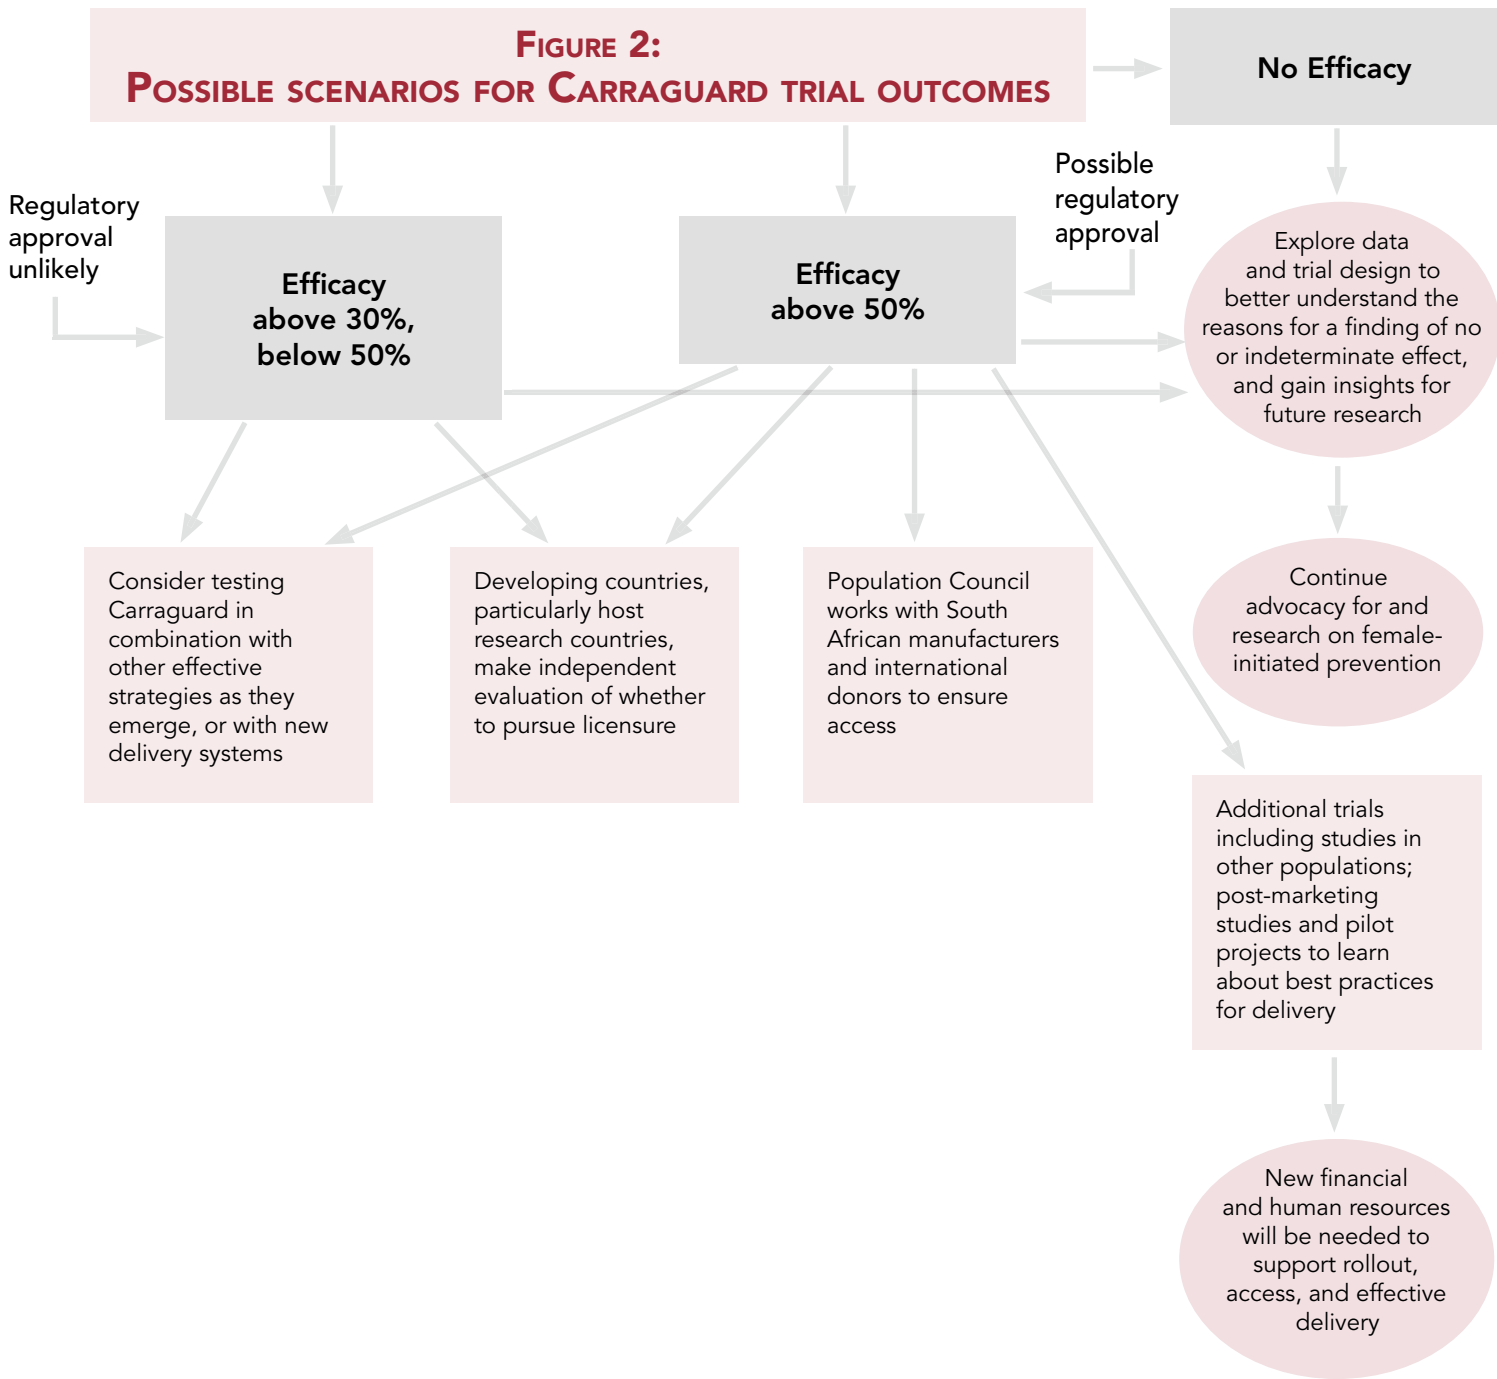 FIGURE 2:
POSSIBLE SCENARIOS FOR CARRAGUARD TRIAL OUTCOMES
No Efficacy
Regulatory
approval
unlikely
Efficacy
above 30%,
below 50%
Efficacy
above 50%
Possible
regulatory
approval
Explore data
and trial design to
better understand the
reasons for a finding of no
or indeterminate effect,
and gain insights for
future research
Consider testing
Carraguard in
combination with
other effective
strategies as they
emerge, or with new
delivery systems
Developing countries,
particularly host
research countries,
make independent
evaluation of whether
to pursue licensure
Population Council
works with South
African manufacturers
and international
donors to ensure
access
Continue
advocacy for and
research on female-
initiated prevention
Additional trials
including studies in
other populations;
post-marketing
studies and pilot
projects to learn
about best practices
for delivery
New financial
and human resources
will be needed to
support rollout,
access, and effective
delivery